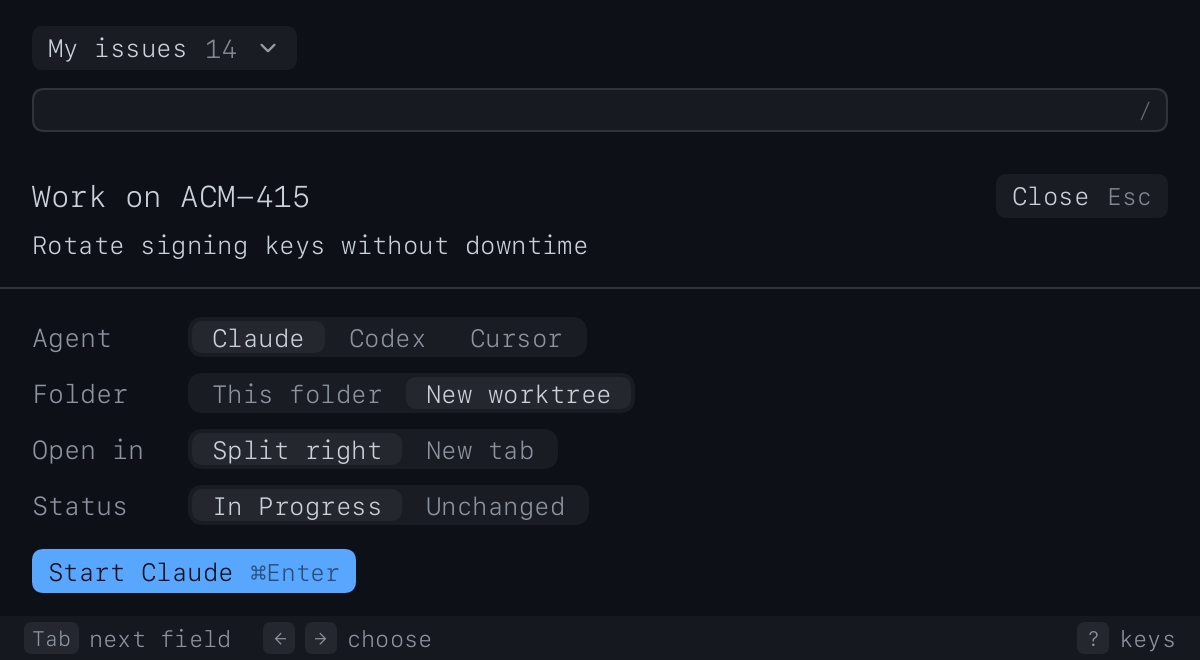 My issues 14
/
Work on ACM-415
Close Esc
Rotate signing keys without downtime
Agent Claude Codex Cursor
Folder This folder New worktree
Open in Split right New tab
Status In Progress Unchanged
Start Claude ⌘Enter
Tab next field ← → choose ? keys